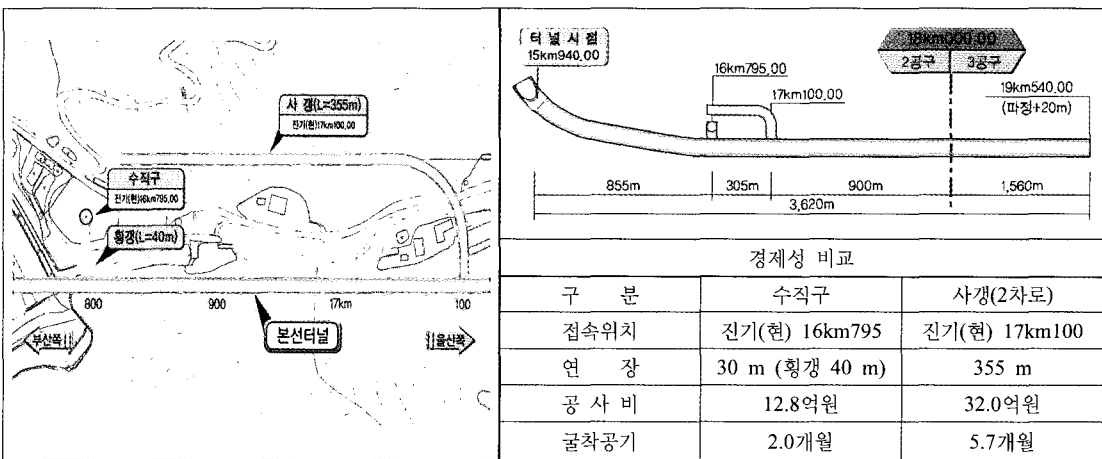 사 갱(L=355m)
진기(현)17km100.00
수직구
진기(현)16km795.00
횡갱(L=40m)
800
900
17km
100
본선터널
부산쪽
울산쪽
터 널 시 점
15km940.00
16km795.00
17km100.00
18km000.00
2공구
3공구
19km540.00
(파정+20m)
855m
305m
900m
1,560m
3,620m
경제성 비교
구 분
수직구
사갱(2차로)
접속위치
진기(현) 16km795
진기(현) 17km100
연 장
30 m (횡갱 40 m)
355 m
공 사 비
12.8억원
32.0억원
굴착공기
2.0개월
5.7개월